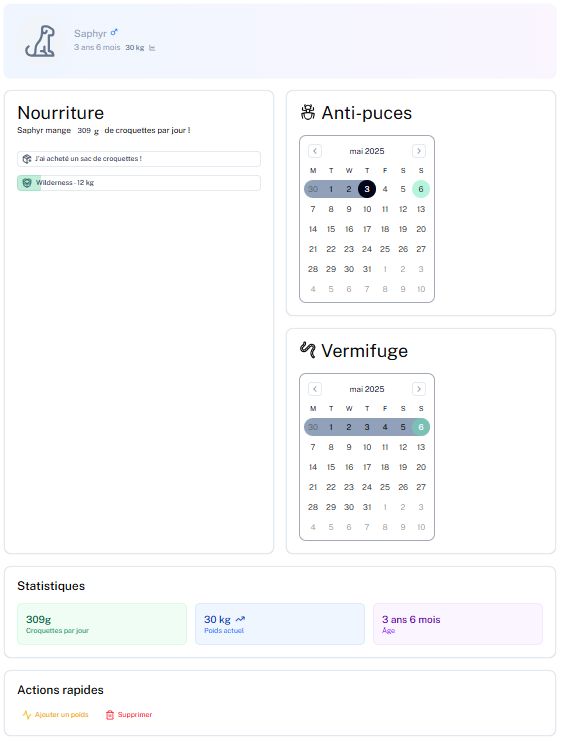 Saphyr
3 ans 6 mois 30 kg
Nourriture
Saphyr mange 309 g de croquettes par jour !
J'ai acheté un sac de croquettes !
Wilderness - 12 kg
Anti-puces
mai 2025
M T W T F S S
30 1 2 3 4 5 6
7 8 9 10 11 12 13
14 15 16 17 18 19 20
21 22 23 24 25 26 27
28 29 30 31 1 2 3
4 5 6 7 8 9 10
Vermifuge
mai 2025
M T W T F S S
30 1 2 3 4 5 6
7 8 9 10 11 12 13
14 15 16 17 18 19 20
21 22 23 24 25 26 27
28 29 30 31 1 2 3
4 5 6 7 8 9 10
Statistiques
309g
Croquettes par jour
30 kg
Poids actuel
3 ans 6 mois
Âge
Actions rapides
Ajouter un poids
Supprimer